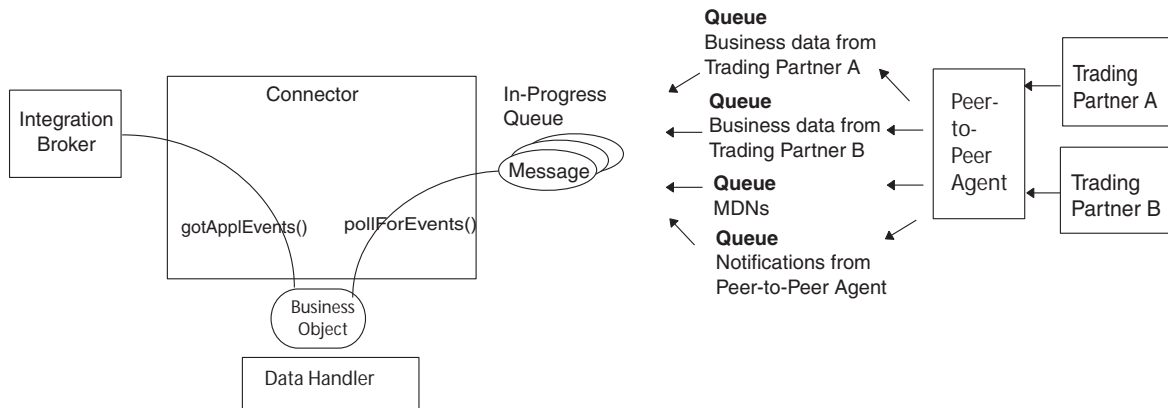 Integration
Broker
Connector
gotApplEvents()
pollForEvents()
Business
Object
Data Handler
In-Progress
Queue
Message
Queue
Business data from
Trading Partner A
Queue
Business data from
Trading Partner B
Queue
MDNs
Queue
Notifications from
Peer-to-Peer Agent
Peer-
to-
Peer
Agent
Trading
Partner A
Trading
Partner B